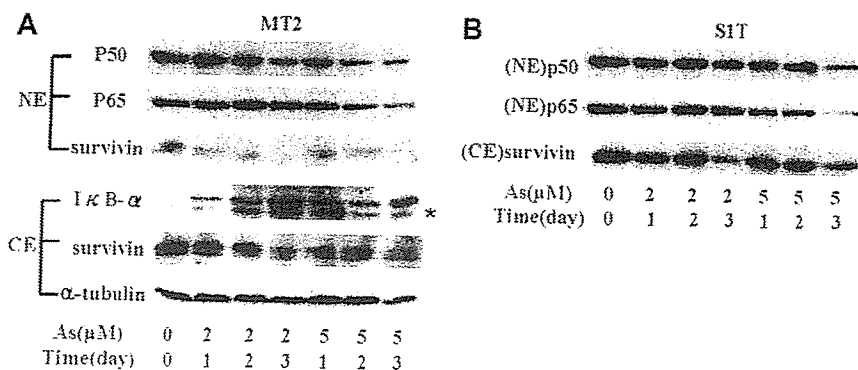 A
MT2
P50
NE
P65
survivin
IκB-α
*
CE
survivin
α-tubulin
As(μM) 0 2 2 2 5 5 5
Time(day) 0 1 2 3 1 2 3
B
S1T
(NE)p50
(NE)p65
(CE)survivin
As(μM) 0 2 2 2 5 5 5
Time(day) 0 1 2 3 1 2 3